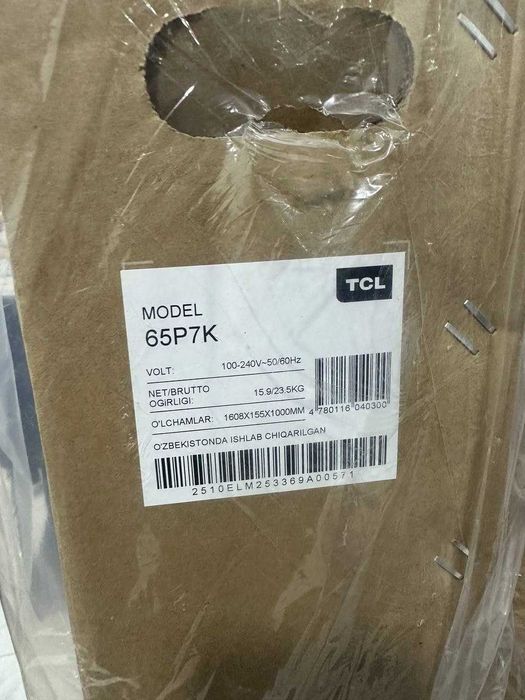 TCL
MODEL
65P7K
VOLT: 100-240V~50/60Hz
NET/BRUTTO OGIRLIGI: 15.9/23.5KG
O'LCHAMLAR: 1608X155X1000MM
4 780116 040300
O'ZBEKISTONDA ISHLAB CHIQARILGAN
2510ELM253369A00571